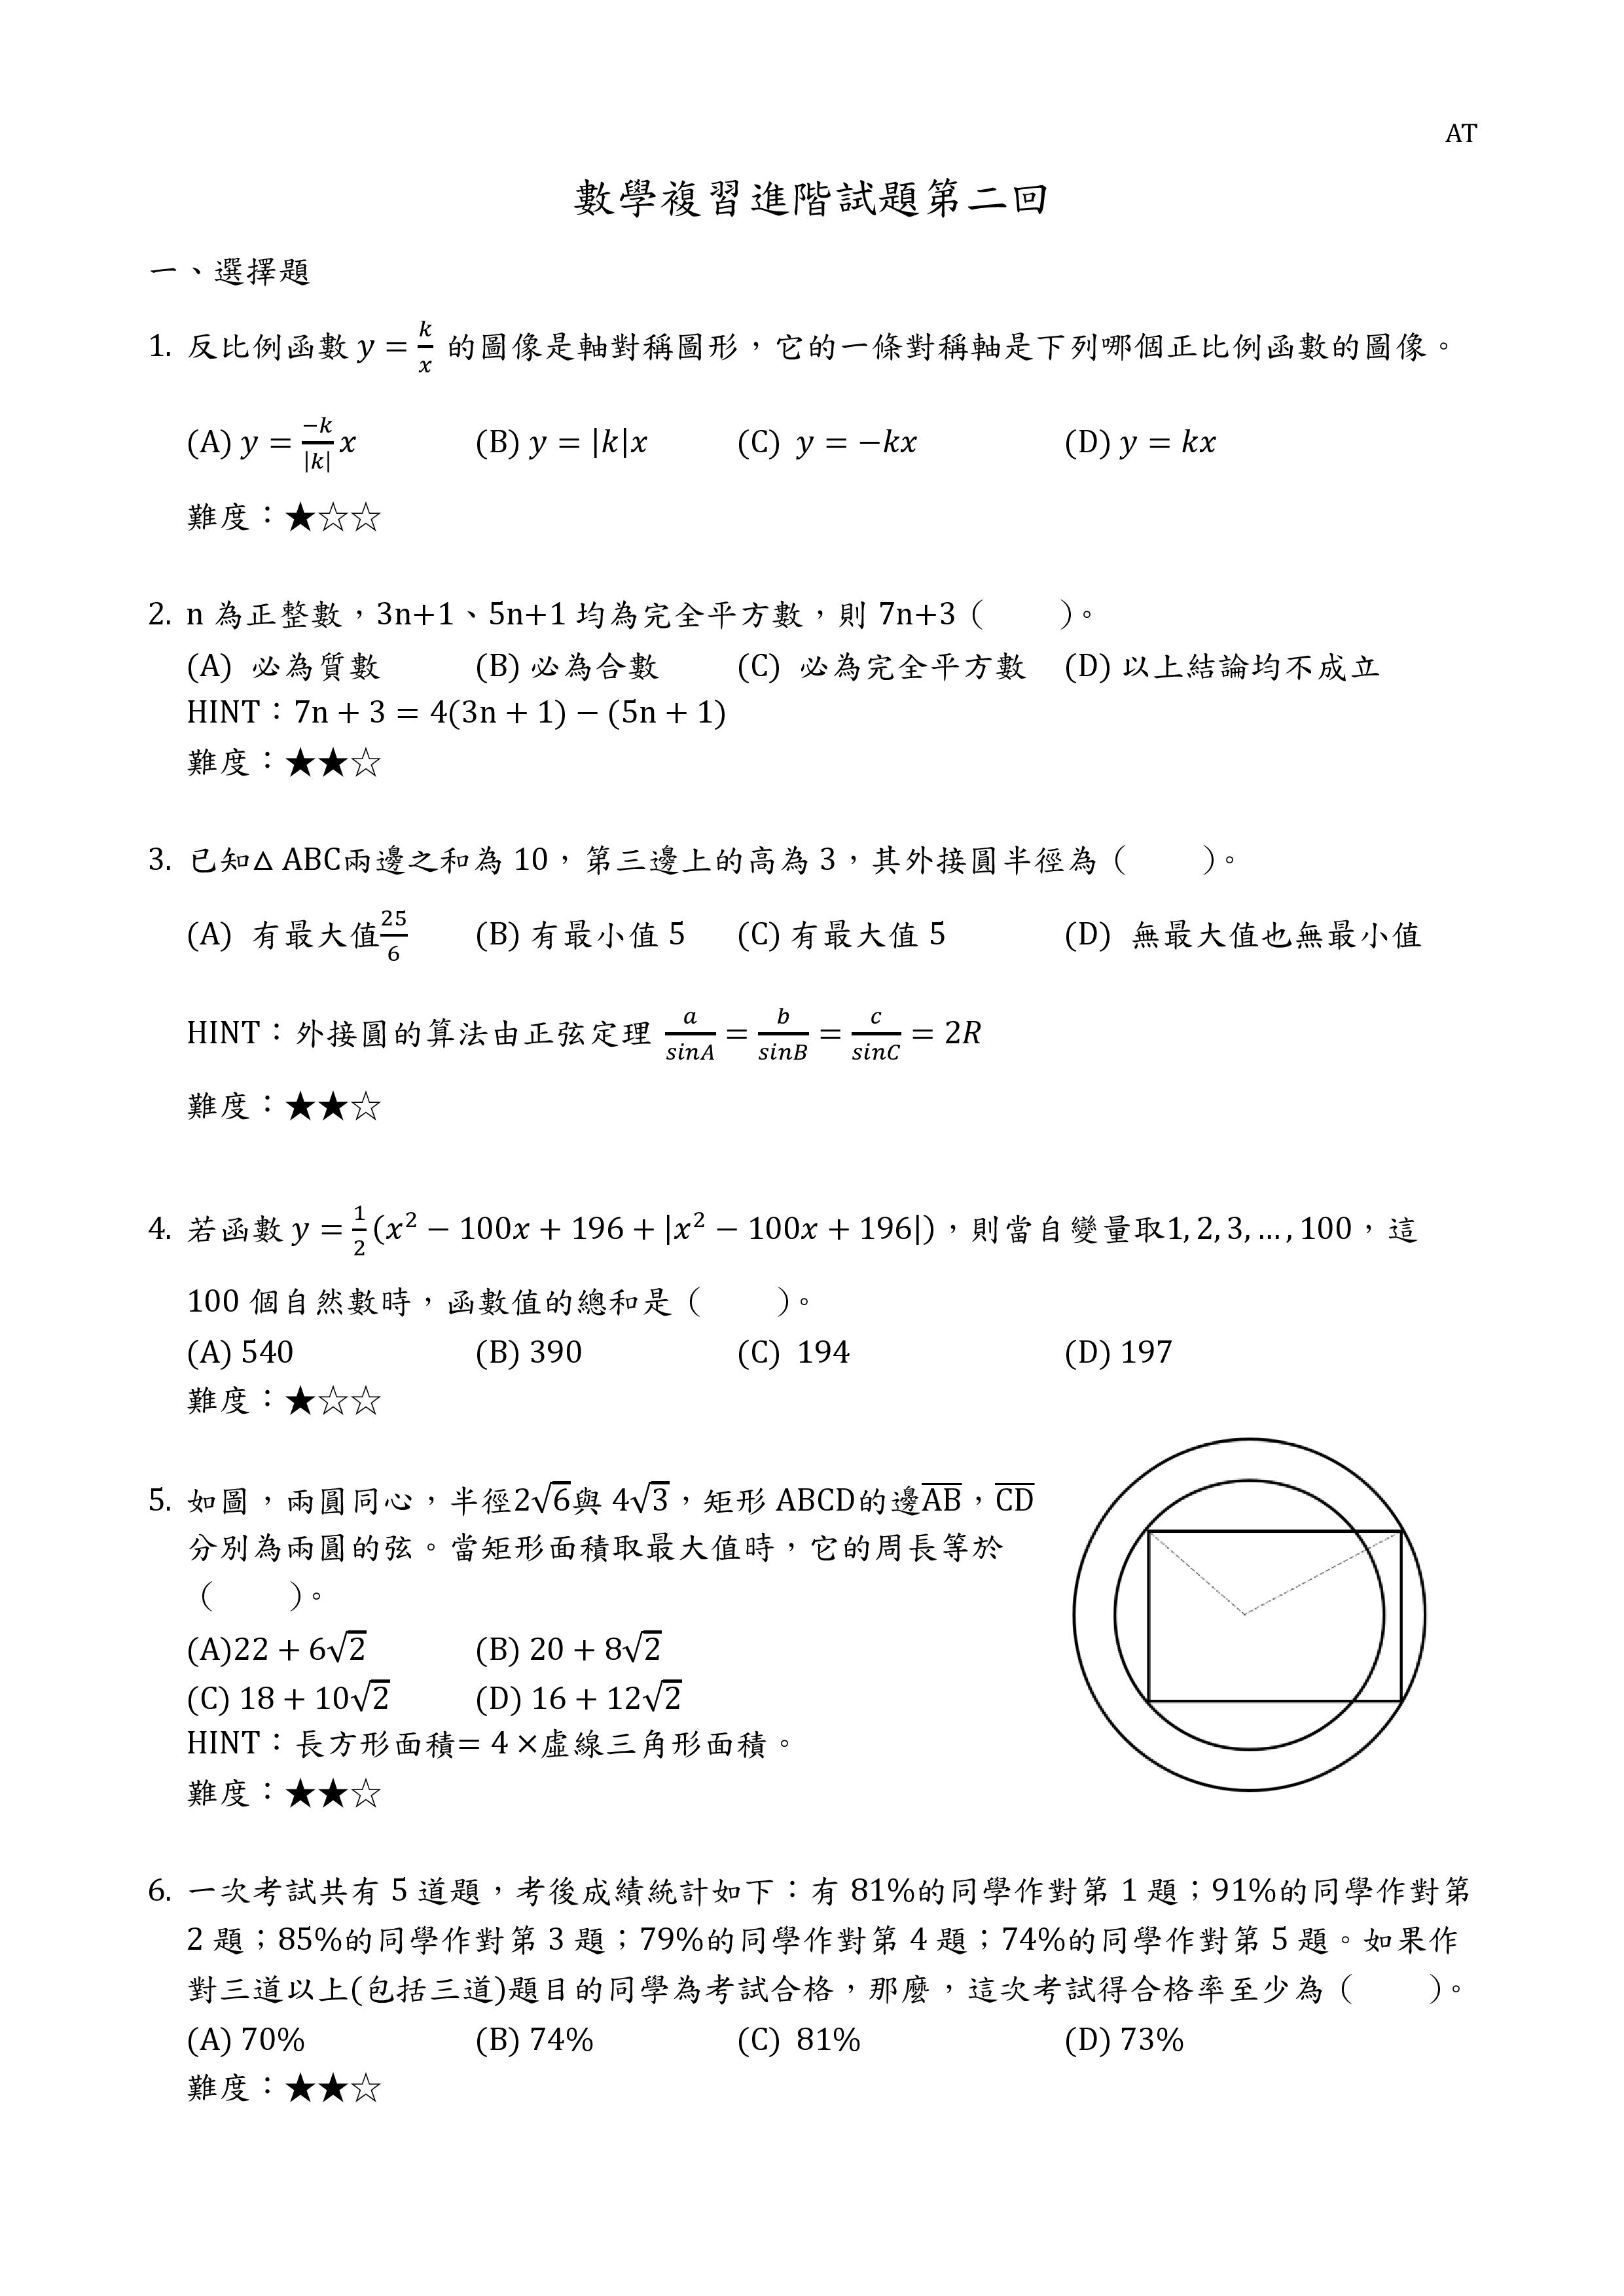 AT
數學複習進階試題第二回
一、選擇題
1. 反比例函數 y = k/x 的圖像是軸對稱圖形，它的一條對稱軸是下列哪個正比例函數的圖像。
(A) y = −k/|k| x (B) y = |k|x (C) y = −kx (D) y = kx
難度：★☆☆
2. n 為正整數，3n+1、5n+1 均為完全平方數，則 7n+3（　　）。
(A) 必為質數 (B) 必為合數 (C) 必為完全平方數 (D) 以上結論均不成立
HINT：7n + 3 = 4(3n + 1) − (5n + 1)
難度：★★☆
3. 已知△ ABC兩邊之和為 10，第三邊上的高為 3，其外接圓半徑為（　　）。
(A) 有最大值25/6 (B) 有最小值 5 (C) 有最大值 5 (D) 無最大值也無最小值
HINT：外接圓的算法由正弦定理 a/sinA = b/sinB = c/sinC = 2R
難度：★★☆
4. 若函數 y = 1/2 (x² − 100x + 196 + |x² − 100x + 196|)，則當自變量取1, 2, 3, … , 100，這
100 個自然數時，函數值的總和是（　　）。
(A) 540 (B) 390 (C) 194 (D) 197
難度：★☆☆
5. 如圖，兩圓同心，半徑2√6與 4√3，矩形 ABCD的邊A̅B̅，C̅D̅
分別為兩圓的弦。當矩形面積取最大值時，它的周長等於
（　　）。
(A)22 + 6√2 (B) 20 + 8√2
(C) 18 + 10√2 (D) 16 + 12√2
HINT：長方形面積= 4 ×虛線三角形面積。
難度：★★☆
6. 一次考試共有 5 道題，考後成績統計如下：有 81%的同學作對第 1 題；91%的同學作對第
2 題；85%的同學作對第 3 題；79%的同學作對第 4 題；74%的同學作對第 5 題。如果作
對三道以上(包括三道)題目的同學為考試合格，那麼，這次考試得合格率至少為（　　）。
(A) 70% (B) 74% (C) 81% (D) 73%
難度：★★☆